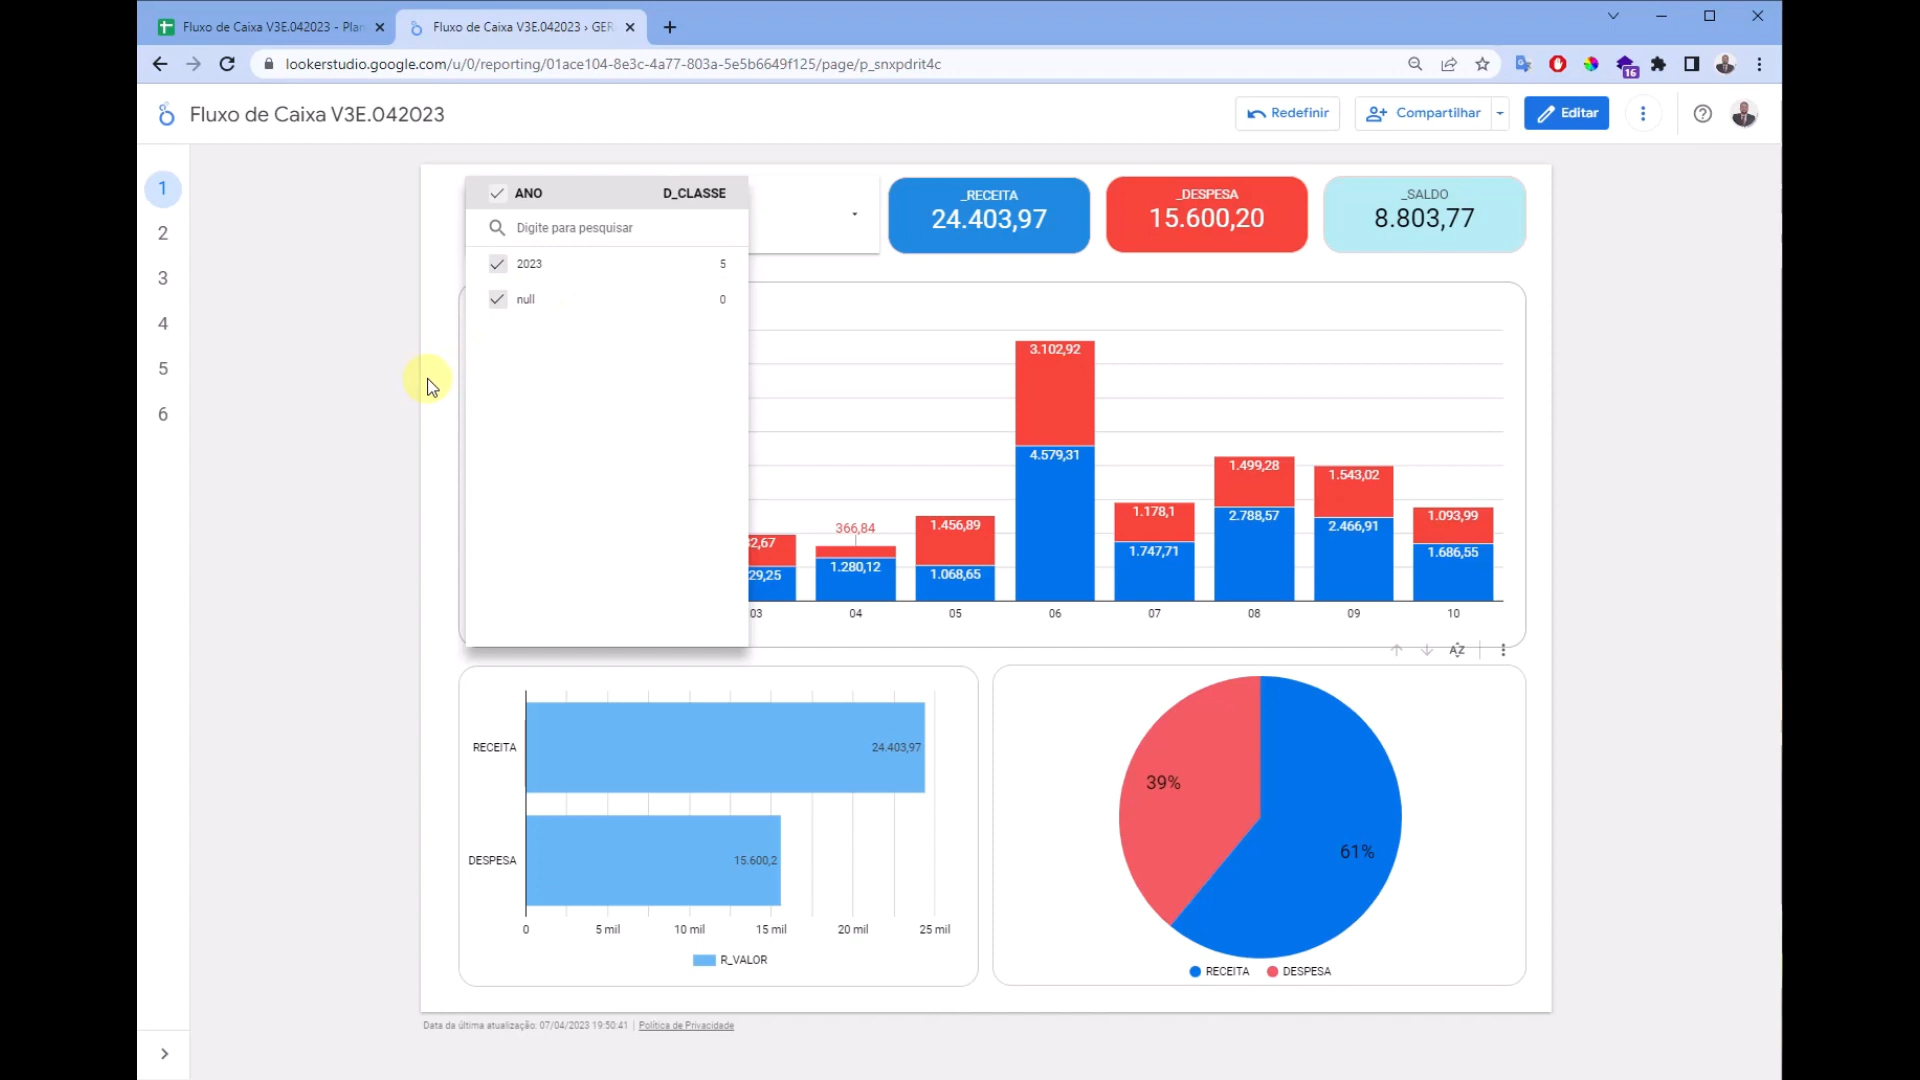 Fluxo de Caixa V3E.042023 - Plan
Fluxo de Caixa V3E.042023 › GER
lookerstudio.google.com/u/0/reporting/01ace104-8e3c-4a77-803a-5e5b6649f125/page/p_snxpdrit4c
16
Fluxo de Caixa V3E.042023
Redefinir
Compartilhar
Editar
1
2
3
4
5
6
ANO D_CLASSE
Digite para pesquisar
2023 5
null 0
_RECEITA
24.403,97
_DESPESA
15.600,20
_SALDO
8.803,77
3.102,92
4.579,31
1.499,28
2.788,57
1.543,02
2.466,91
1.178,1
1.747,71
1.093,99
1.686,55
1.456,89
1.068,65
366,84
1.280,12
2,67
29,25
03 04 05 06 07 08 09 10
AZ
RECEITA 24.403,97
DESPESA 15.600,2
0 5 mil 10 mil 15 mil 20 mil 25 mil
R_VALOR
39%
61%
RECEITA DESPESA
Data da última atualização: 07/04/2023 19:50:41 | Política de Privacidade